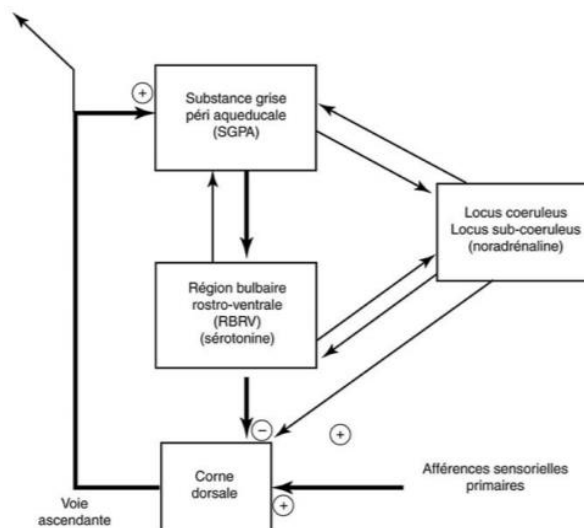 +
Substance grise
péri aqueducale
(SGPA)
Locus coeruleus
Locus sub-coeruleus
(noradrénaline)
Région bulbaire
rostro-ventrale
(RBRV)
(sérotonine)
−
+
Corne
dorsale
+
Afférences sensorielles
primaires
Voie
ascendante